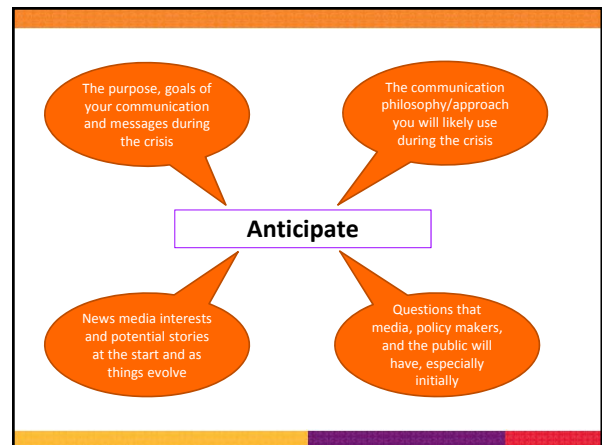 The purpose, goals of
your communication
and messages during
the crisis
The communication
philosophy/approach
you will likely use
during the crisis
Anticipate
News media interests
and potential stories
at the start and as
things evolve
Questions that
media, policy makers,
and the public will
have, especially
initially